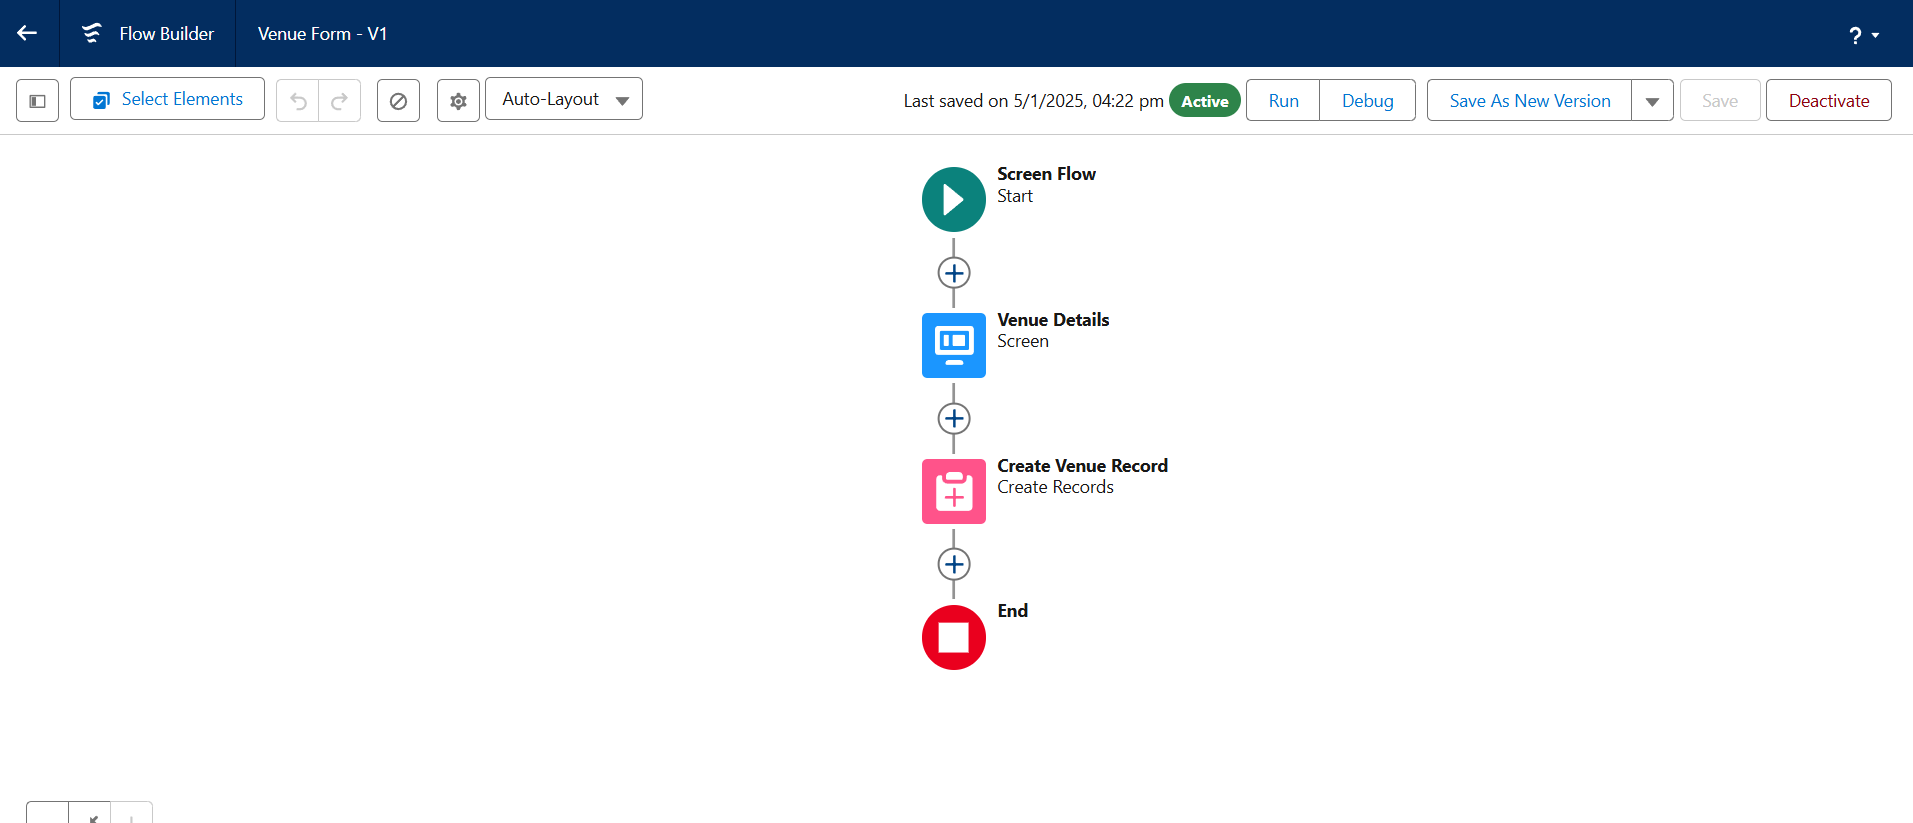 Flow Builder
Venue Form - V1
?
Select Elements
Auto-Layout
Last saved on 5/1/2025, 04:22 pm
Active
Run
Debug
Save As New Version
Save
Deactivate
Screen Flow
Start
Venue Details
Screen
Create Venue Record
Create Records
End